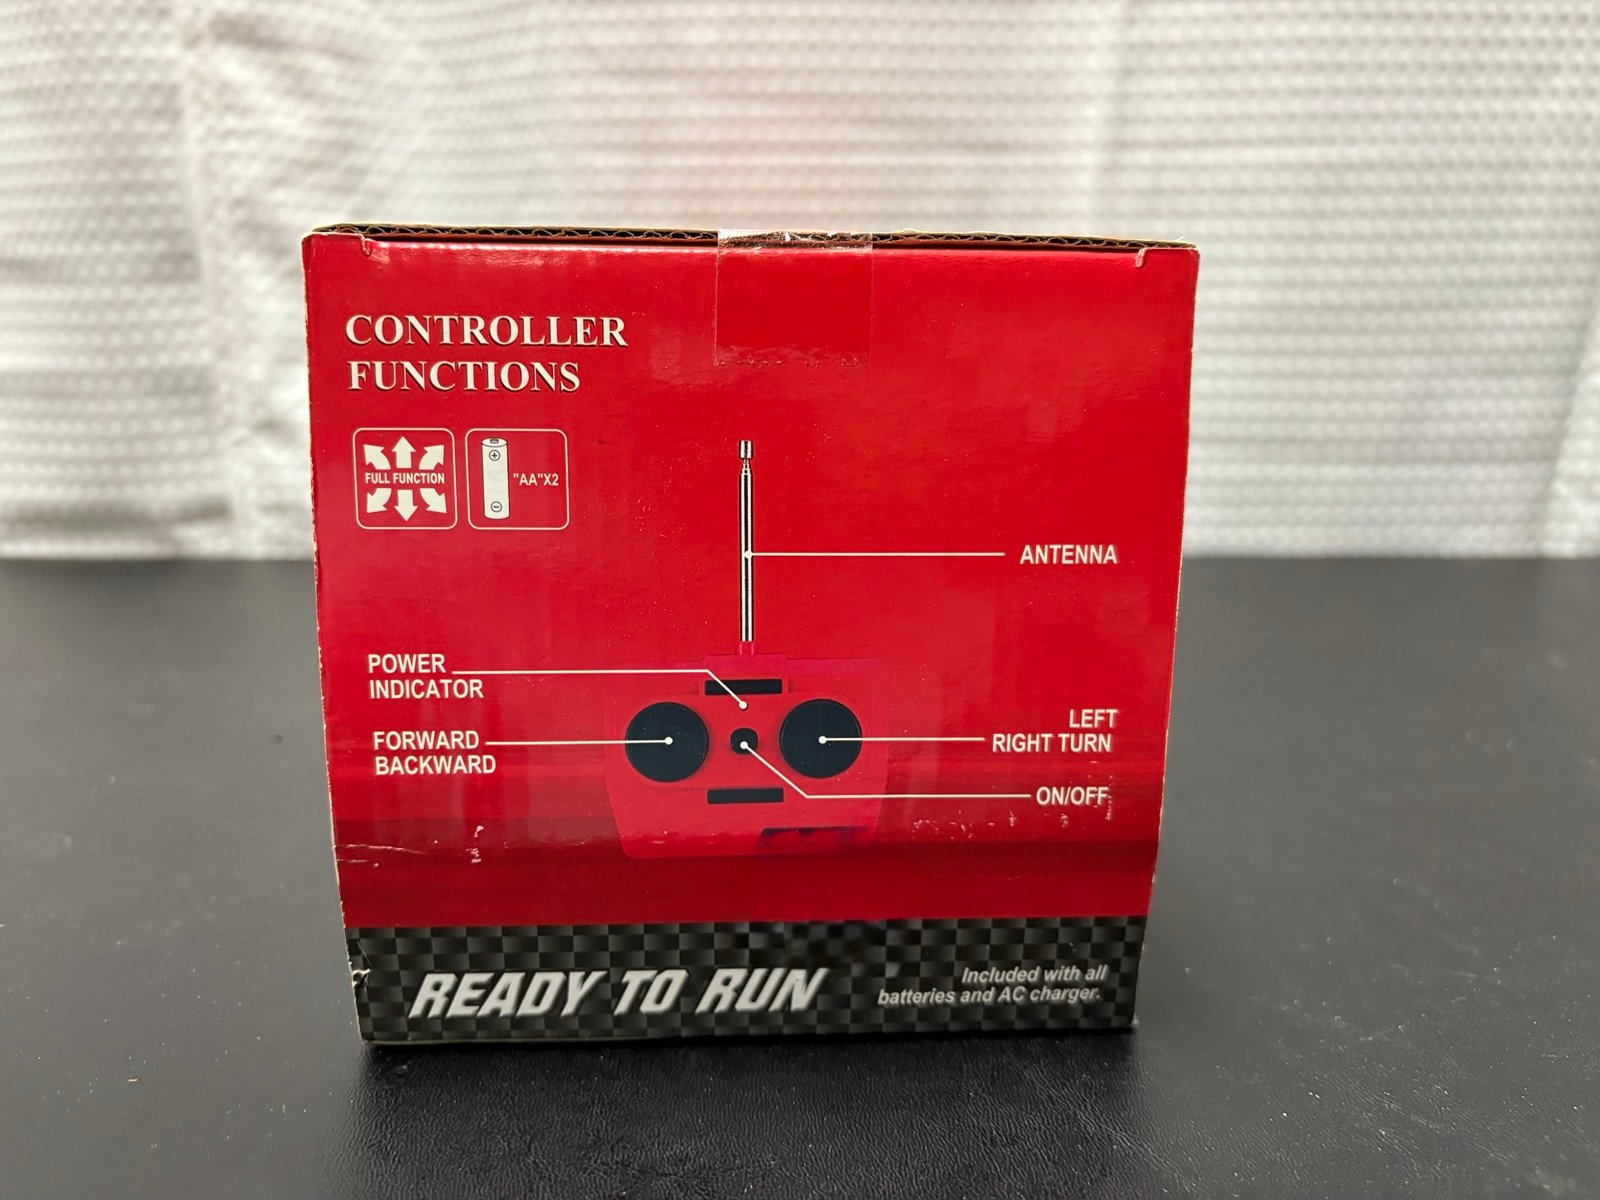 CONTROLLER
FUNCTIONS
FULL FUNCTION
"AA"X2
ANTENNA
POWER
INDICATOR
FORWARD
BACKWARD
LEFT
RIGHT TURN
ON/OFF
READY TO RUN
Included with all
batteries and AC charger.